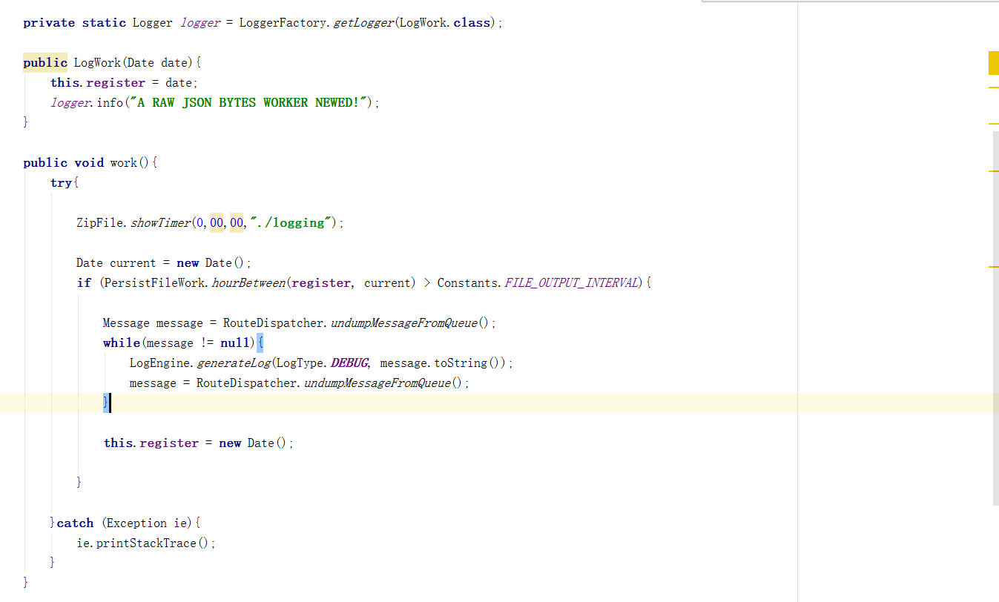 private static Logger logger = LoggerFactory.getLogger(LogWork.class);
public LogWork(Date date){
this.register = date;
logger.info("A RAW JSON BYTES WORKER NEWED!");
}
public void work(){
try{
ZipFile.showTimer(0,00,00,"./logging");
Date current = new Date();
if (PersistFileWork.hourBetween(register, current) > Constants.FILE_OUTPUT_INTERVAL){
Message message = RouteDispatcher.undumpMessageFromQueue();
while(message != null){
LogEngine.generateLog(LogType.DEBUG, message.toString());
message = RouteDispatcher.undumpMessageFromQueue();
}
this.register = new Date();
}
}catch (Exception ie){
ie.printStackTrace();
}
}